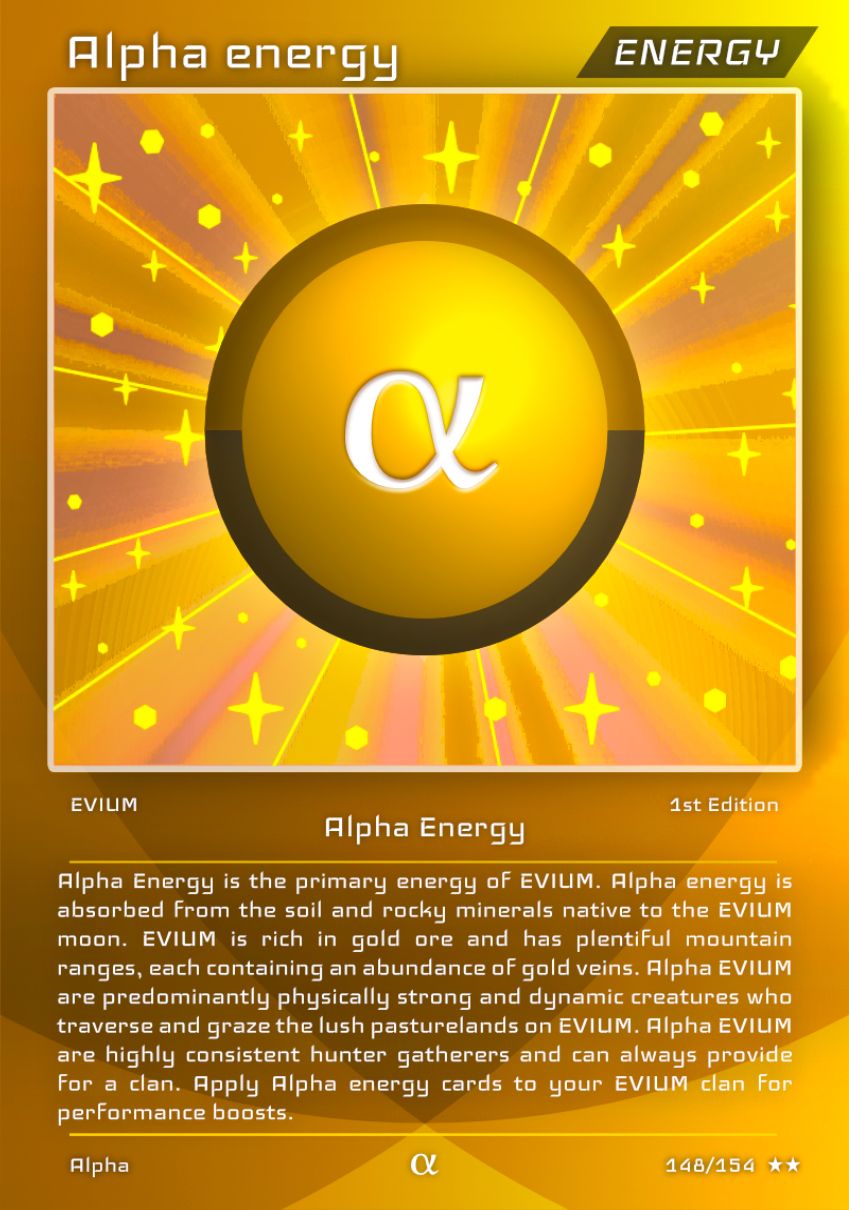 Alpha energy
ENERGY
α
EVIUM
1st Edition
Alpha Energy
Alpha Energy is the primary energy of EVIUM. Alpha energy is
absorbed from the soil and rocky minerals native to the EVIUM
moon. EVIUM is rich in gold ore and has plentiful mountain
ranges, each containing an abundance of gold veins. Alpha EVIUM
are predominantly physically strong and dynamic creatures who
traverse and graze the lush pasturelands on EVIUM. Alpha EVIUM
are highly consistent hunter gatherers and can always provide
for a clan. Apply Alpha energy cards to your EVIUM clan for
performance boosts.
Alpha
α
148/154 ★★